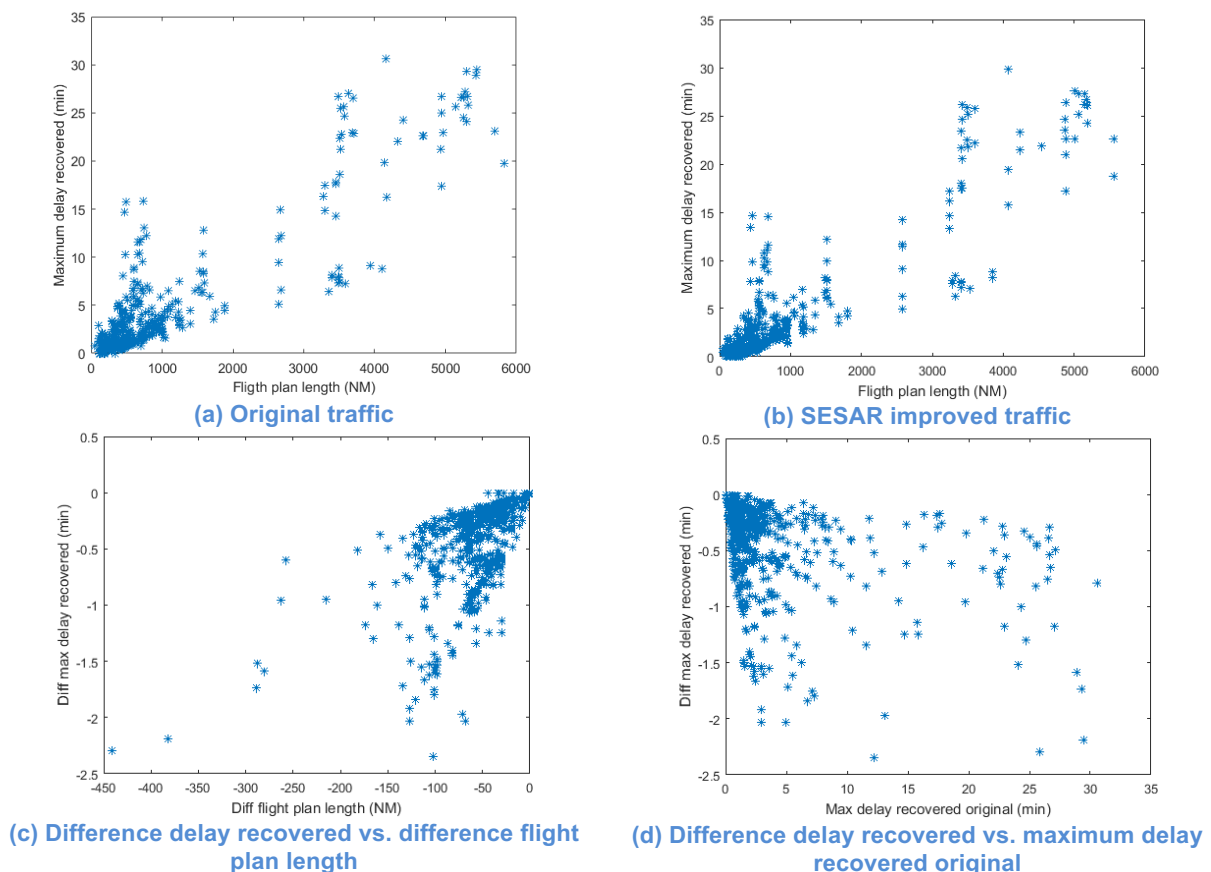 35
30
25
20
15
10
5
0
Maximum delay recovered (min)
0 1000 2000 3000 4000 5000 6000
Fligth plan length (NM)
(a) Original traffic
35
30
25
20
15
10
5
0
Maximum delay recovered (min)
0 1000 2000 3000 4000 5000 6000
Fligth plan length (NM)
(b) SESAR improved traffic
0.5
0
-0.5
-1
-1.5
-2
-2.5
Diff max delay recovered (min)
-450 -400 -350 -300 -250 -200 -150 -100 -50 0
Diff flight plan length (NM)
(c) Difference delay recovered vs. difference flight
plan length
0.5
0
-0.5
-1
-1.5
-2
-2.5
Diff max delay recovered (min)
0 5 10 15 20 25 30 35
Max delay recovered original (min)
(d) Difference delay recovered vs. maximum delay
recovered original